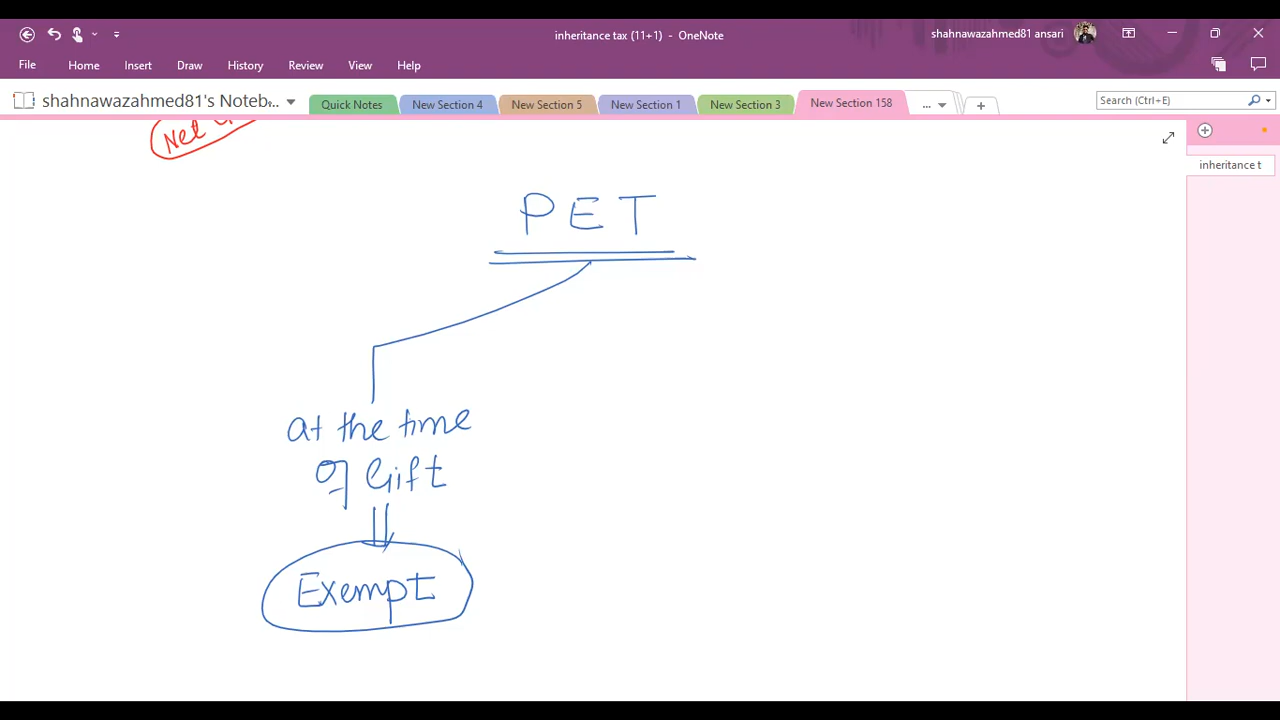 inheritance tax (11+1) - OneNote
shahnawazahmed81 ansari
File Home Insert Draw History Review View Help
shahnawazahmed81's Noteb...
Quick Notes New Section 4 New Section 5 New Section 1 New Section 3 New Section 158 ...
Search (Ctrl+E)
inheritance t
Net
PET
at the time
of Gift
Exempt